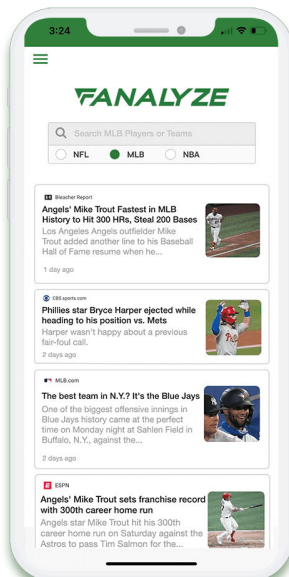 3:24
FANALYZE
Search MLB Players or Teams
NFL MLB NBA
Bleacher Report
Angels' Mike Trout Fastest in MLB
History to Hit 300 HRs, Steal 200 Bases
Los Angeles Angels outfielder Mike
Trout added another line to his Baseball
Hall of Fame resume when he...
1 day ago
CBS sports.com
Phillies star Bryce Harper ejected while
heading to his position vs. Mets
Harper wasn't happy about a previous
fair-foul call.
2 days ago
MLB.com
The best team in N.Y.? It's the Blue Jays
One of the biggest offensive innings in
Blue Jays history came at the perfect
time on Monday night at Sahlen Field in
Buffalo, N.Y., against the...
2 days ago
ESPN
Angels' Mike Trout sets franchise record
with 300th career home run
Angels star Mike Trout hit his 300th
career home run on Saturday against the
Astros to pass Tim Salmon for the...